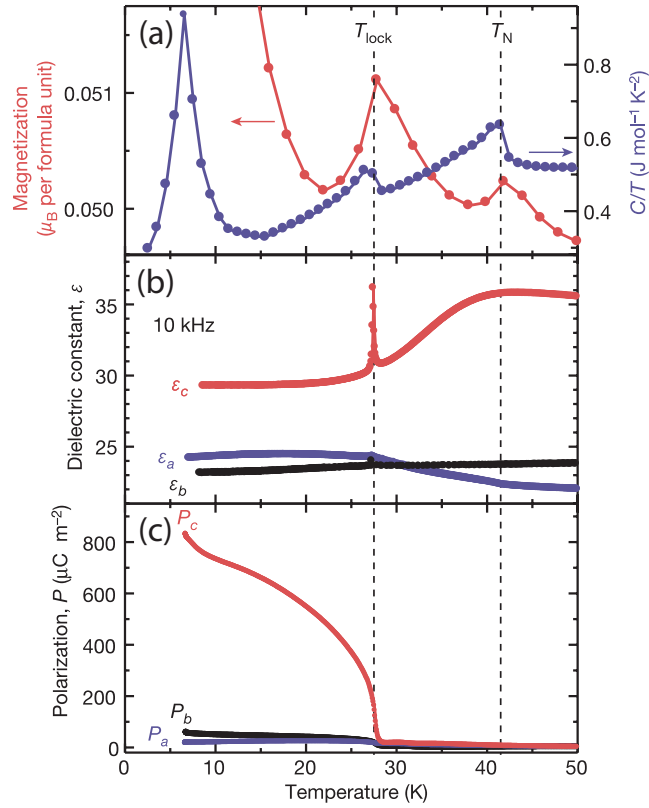 (a)
T_lock
T_N
Magnetization
(μ_B per formula unit)
0.051
0.050
0.8
0.6
0.4
C/T (J mol⁻¹ K⁻²)
(b)
10 kHz
Dielectric constant, ε
35
30
24
22
ε_c
ε_a
ε_b
(c)
P_c
Polarization, P (μC m⁻²)
800
600
400
200
0
P_b
P_a
0
10
20
30
40
50
Temperature (K)